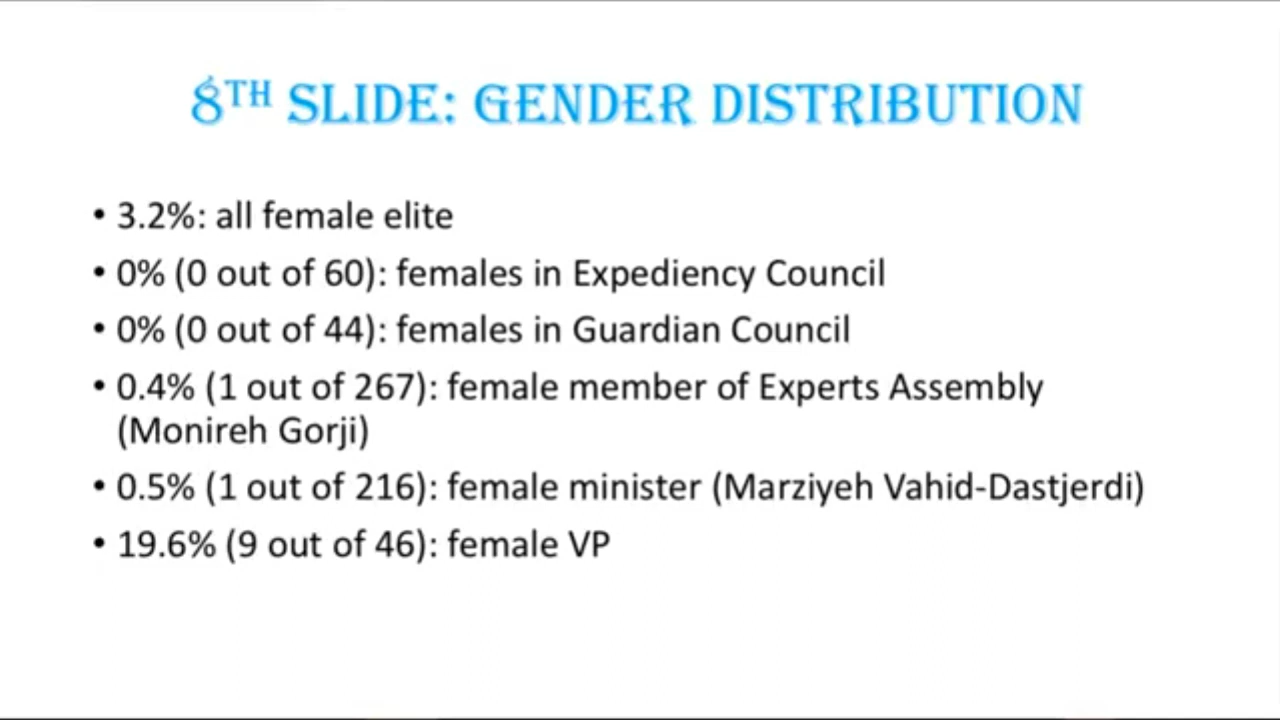 8TH SLIDE: GENDER DISTRIBUTION
• 3.2%: all female elite
• 0% (0 out of 60): females in Expediency Council
• 0% (0 out of 44): females in Guardian Council
• 0.4% (1 out of 267): female member of Experts Assembly
(Monireh Gorji)
• 0.5% (1 out of 216): female minister (Marziyeh Vahid-Dastjerdi)
• 19.6% (9 out of 46): female VP